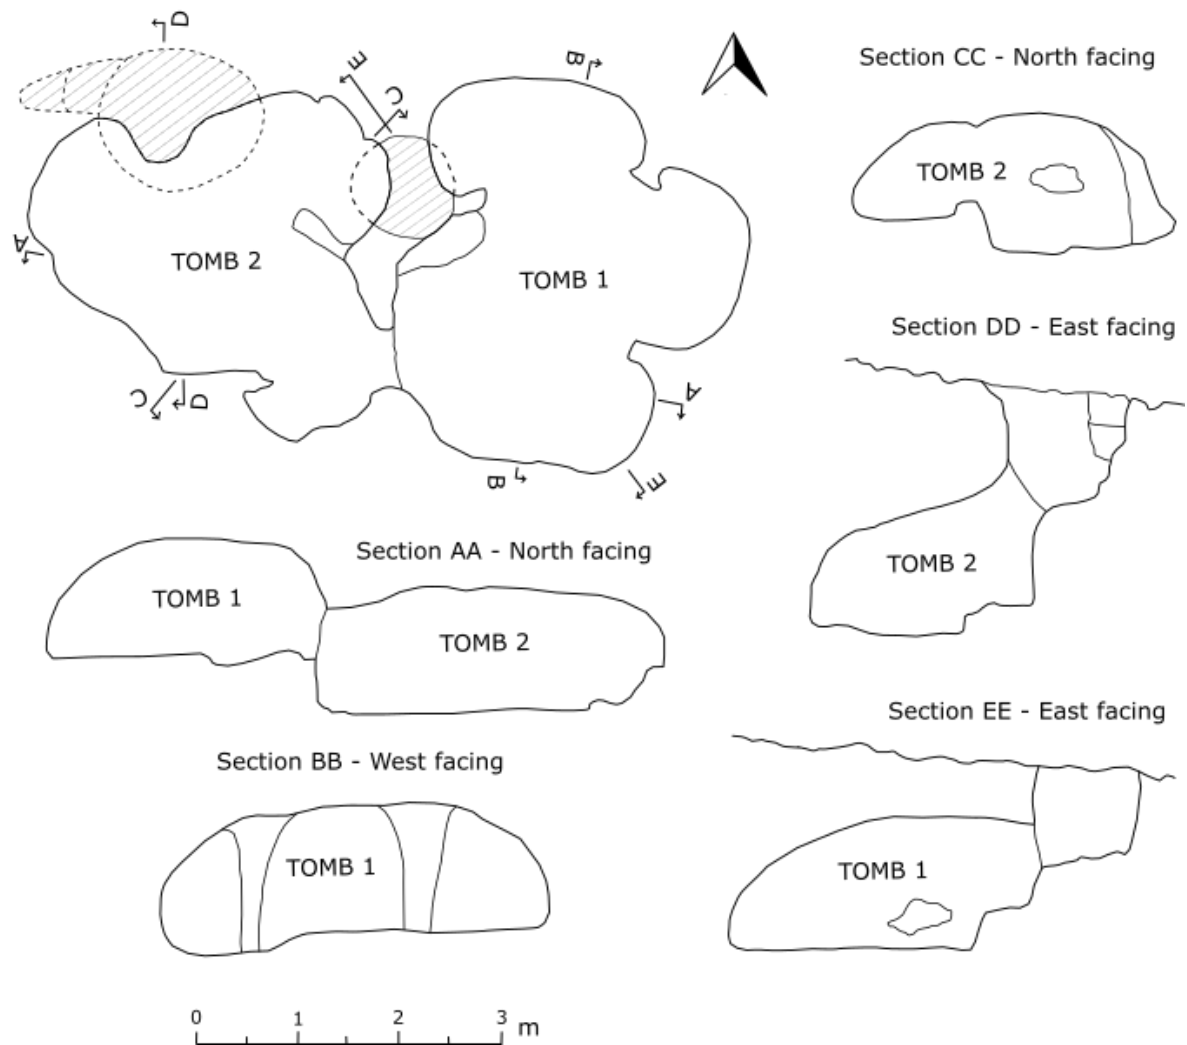 D
E
B
C
Section CC - North facing
TOMB 2
A
TOMB 2
TOMB 1
Section DD - East facing
C
D
A
B
E
Section AA - North facing
TOMB 1
TOMB 2
TOMB 2
Section EE - East facing
Section BB - West facing
TOMB 1
TOMB 1
0 1 2 3 m